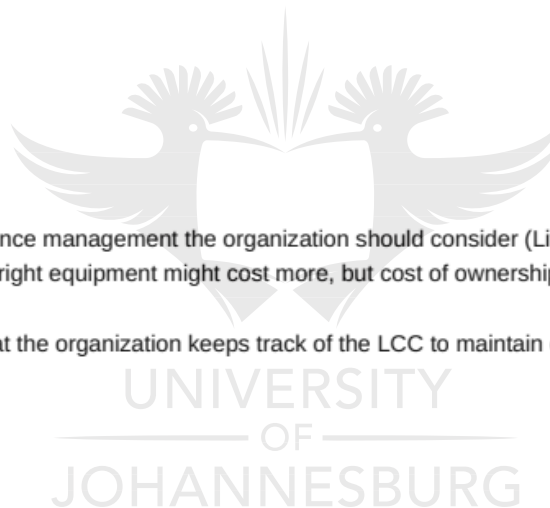 nce management the organization should consider (Li
right equipment might cost more, but cost of ownership
at the organization keeps track of the LCC to maintain
UNIVERSITY
OF
JOHANNESBURG